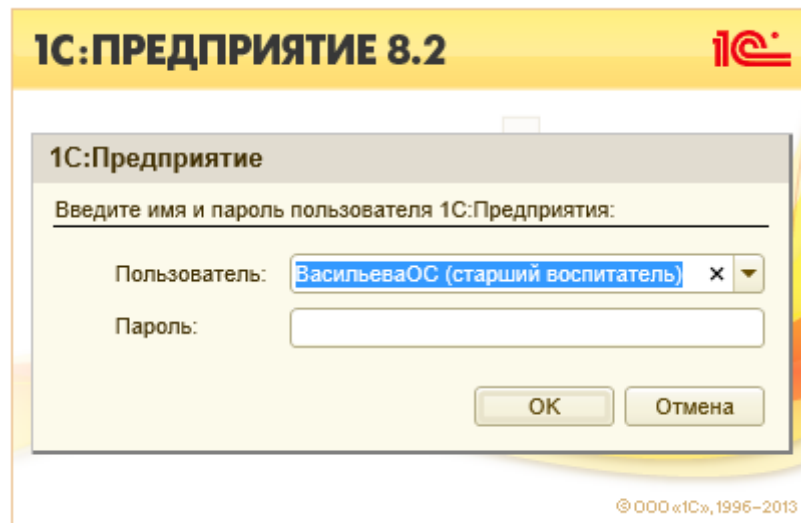 1С:ПРЕДПРИЯТИЕ 8.2
1С
1С:Предприятие
Введите имя и пароль пользователя 1С:Предприятия:
Пользователь: ВасильеваОС (старший воспитатель)
Пароль:
OK Отмена
© ООО «1С», 1996-2013